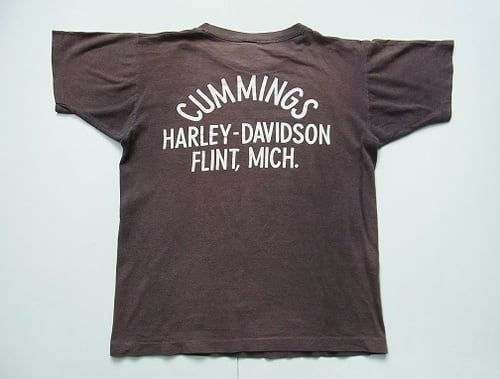 CUMMINGS
HARLEY-DAVIDSON
FLINT, MICH.